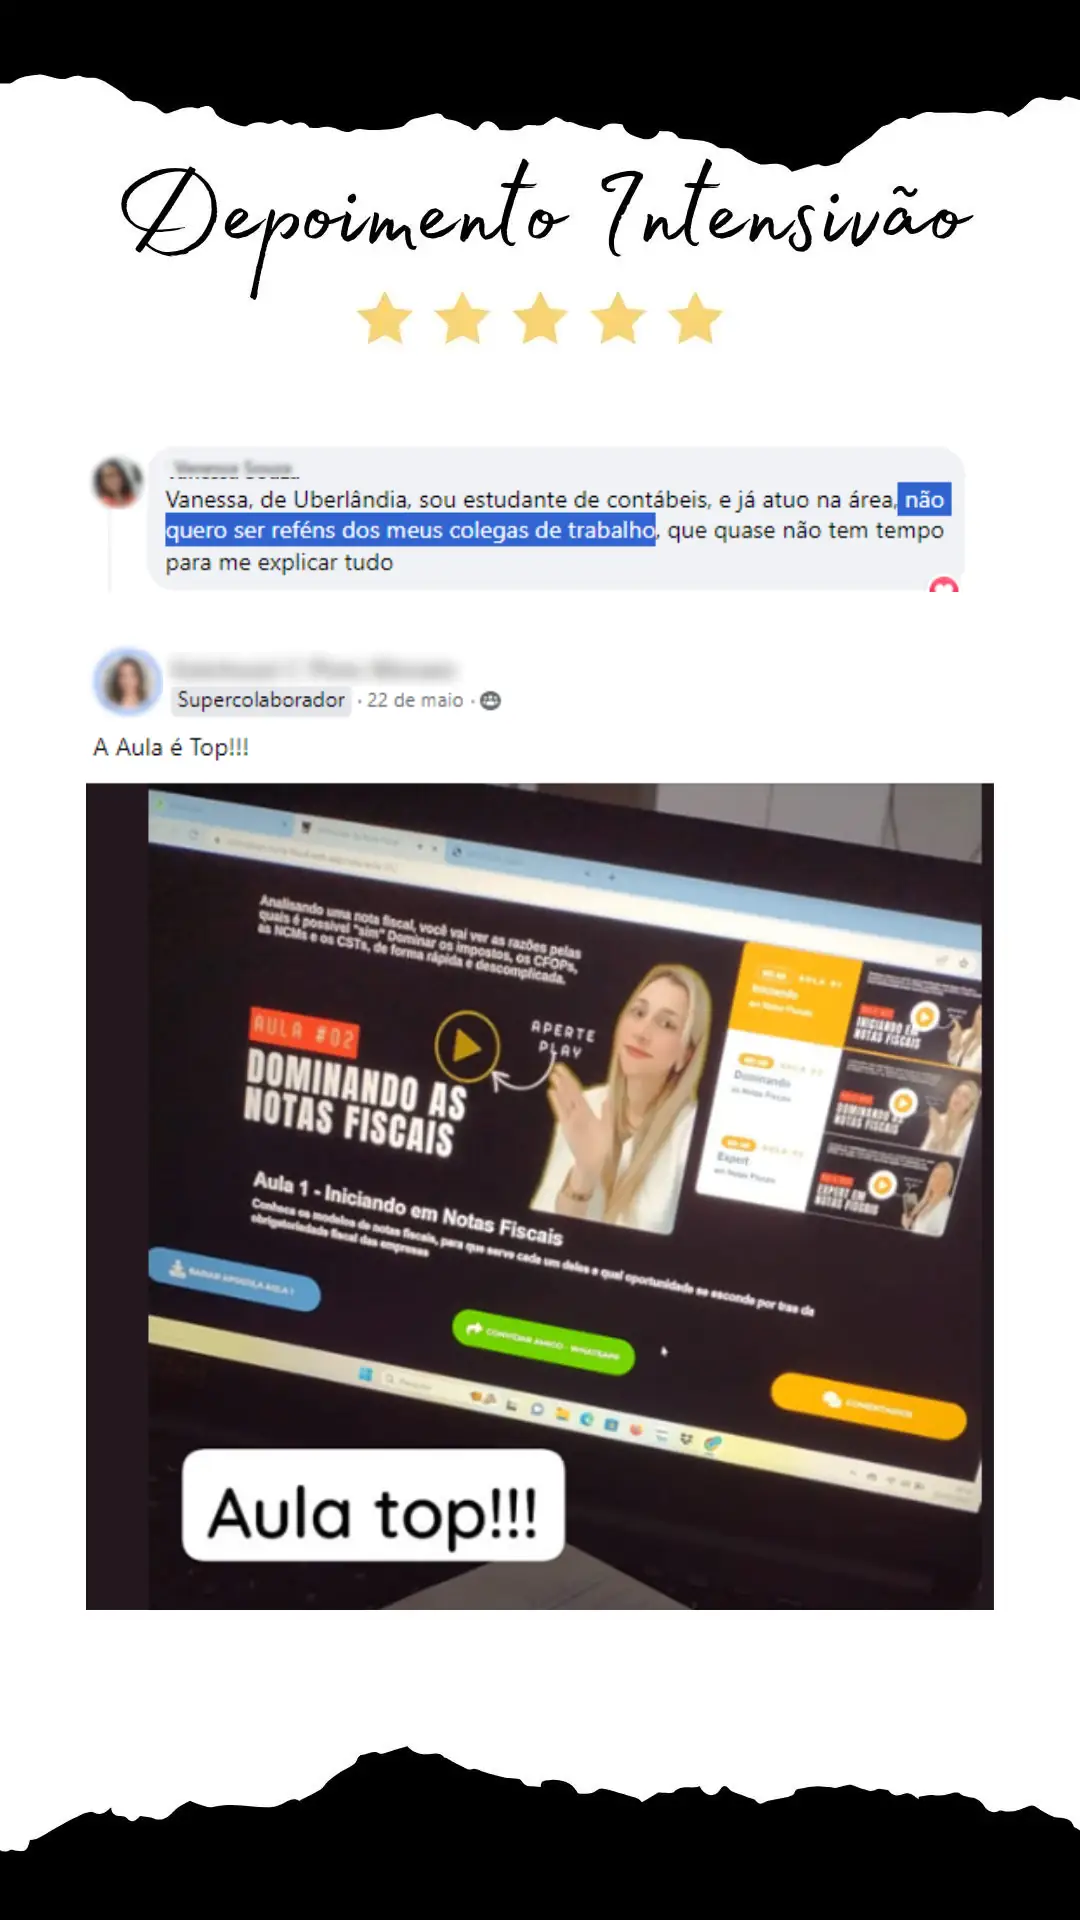 Depoimento Intensivão
Vanessa, de Uberlândia, sou estudante de contábeis, e já atuo na área, não
quero ser reféns dos meus colegas de trabalho, que quase não tem tempo
para me explicar tudo
Supercolaborador · 22 de maio ·
A Aula é Top!!!
Analisando uma nota fiscal, você vai ver as razões pelas
quais é possível "sim" Dominar os impostos, os CFOPs,
as NCMs e os CSTs, de forma rápida e descomplicada.
AULA #02
DOMINANDO AS
NOTAS FISCAIS
APERTE
PLAY
Aula 1 - Iniciando em Notas Fiscais
Conheça os modelos de notas fiscais, para que serve cada um deles e qual oportunidade se esconde por tras da
obrigatoriedade fiscal das empresas
BAIXAR APOSTILA AULA 1
CONVIDAR AMIGO - WHATSAPP
COMENTÁRIOS
Iniciando
em Notas Fiscais
Dominando
as Notas Fiscais
Expert
em Notas Fiscais
INICIANDO EM
NOTAS FISCAIS
DOMINANDO AS
NOTAS FISCAIS
EXPERT EM
NOTAS FISCAIS
Aula top!!!